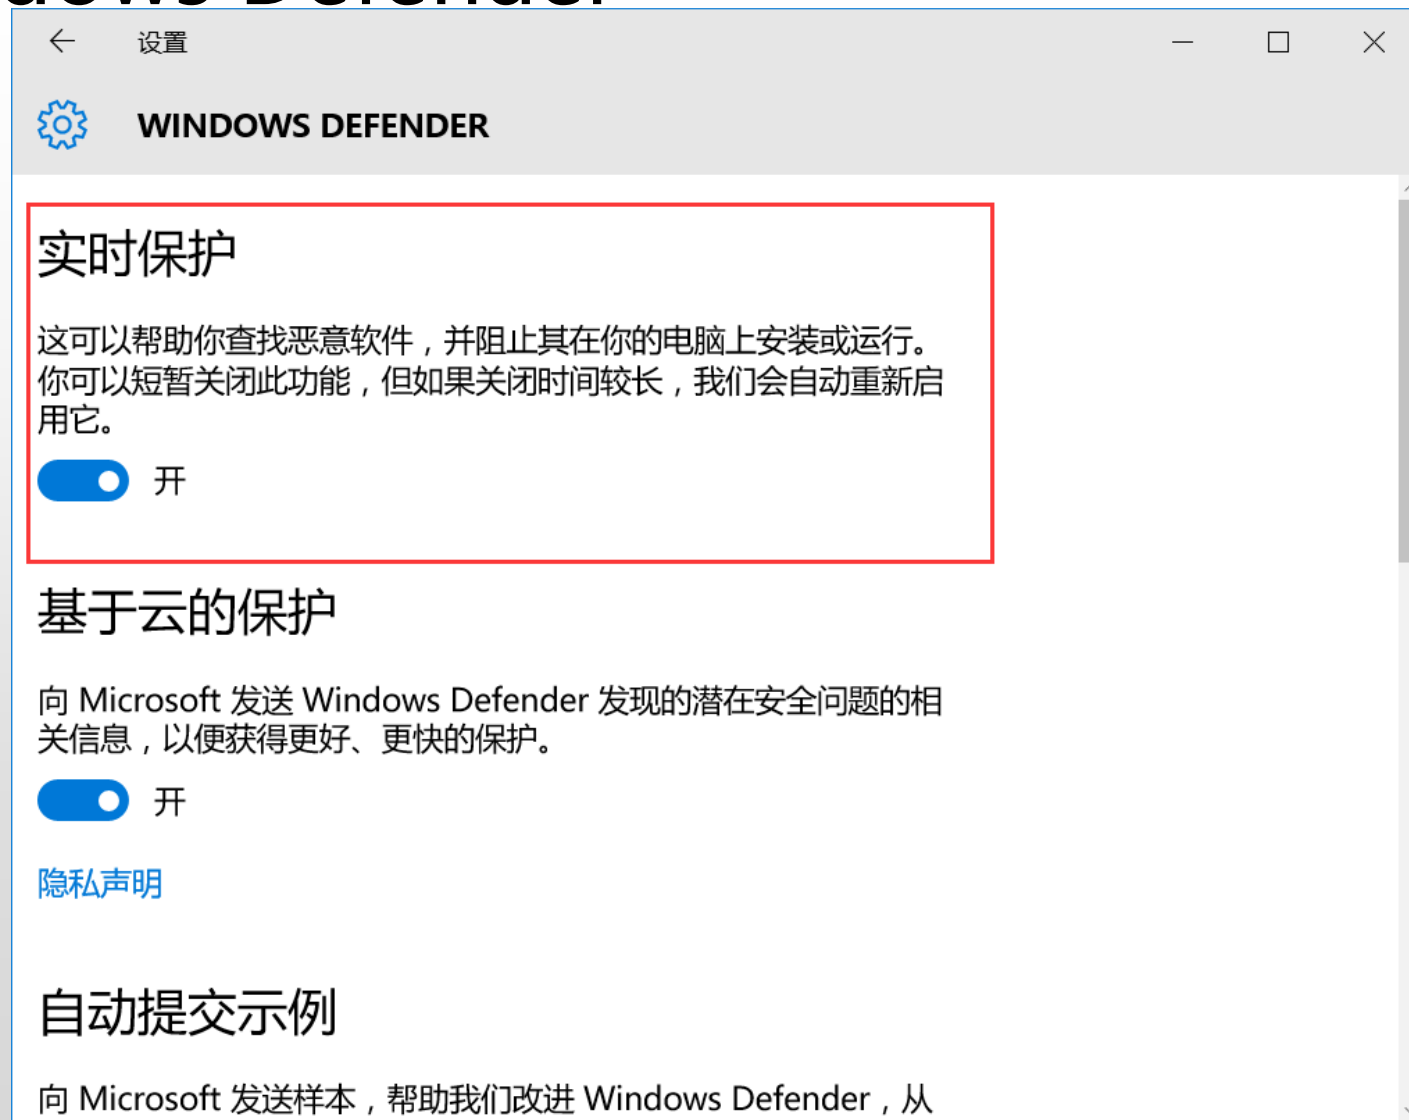 dows Defender
设置
WINDOWS DEFENDER
实时保护
这可以帮助你查找恶意软件，并阻止其在你的电脑上安装或运行。
你可以短暂关闭此功能，但如果关闭时间较长，我们会自动重新启
用它。
开
基于云的保护
向 Microsoft 发送 Windows Defender 发现的潜在安全问题的相
关信息，以便获得更好、更快的保护。
开
隐私声明
自动提交示例
向 Microsoft 发送样本，帮助我们改进 Windows Defender，从